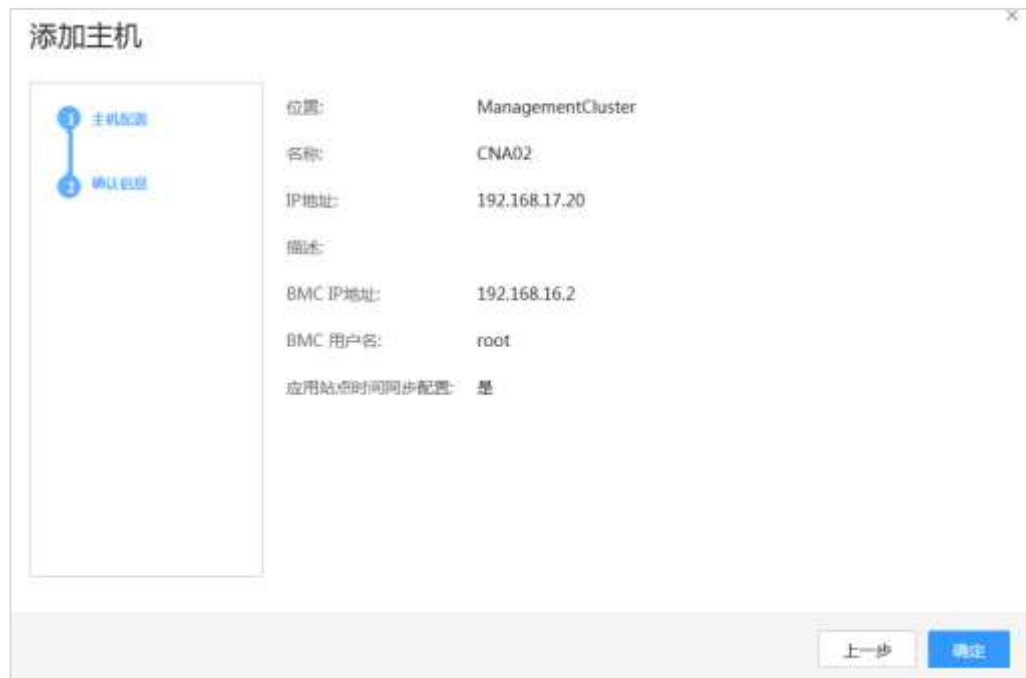 添加主机
×
1 主机配置
2 确认信息
位置: ManagementCluster
名称: CNA02
IP地址: 192.168.17.20
描述:
BMC IP地址: 192.168.16.2
BMC 用户名: root
应用站点时间同步配置: 是
上一步 确定